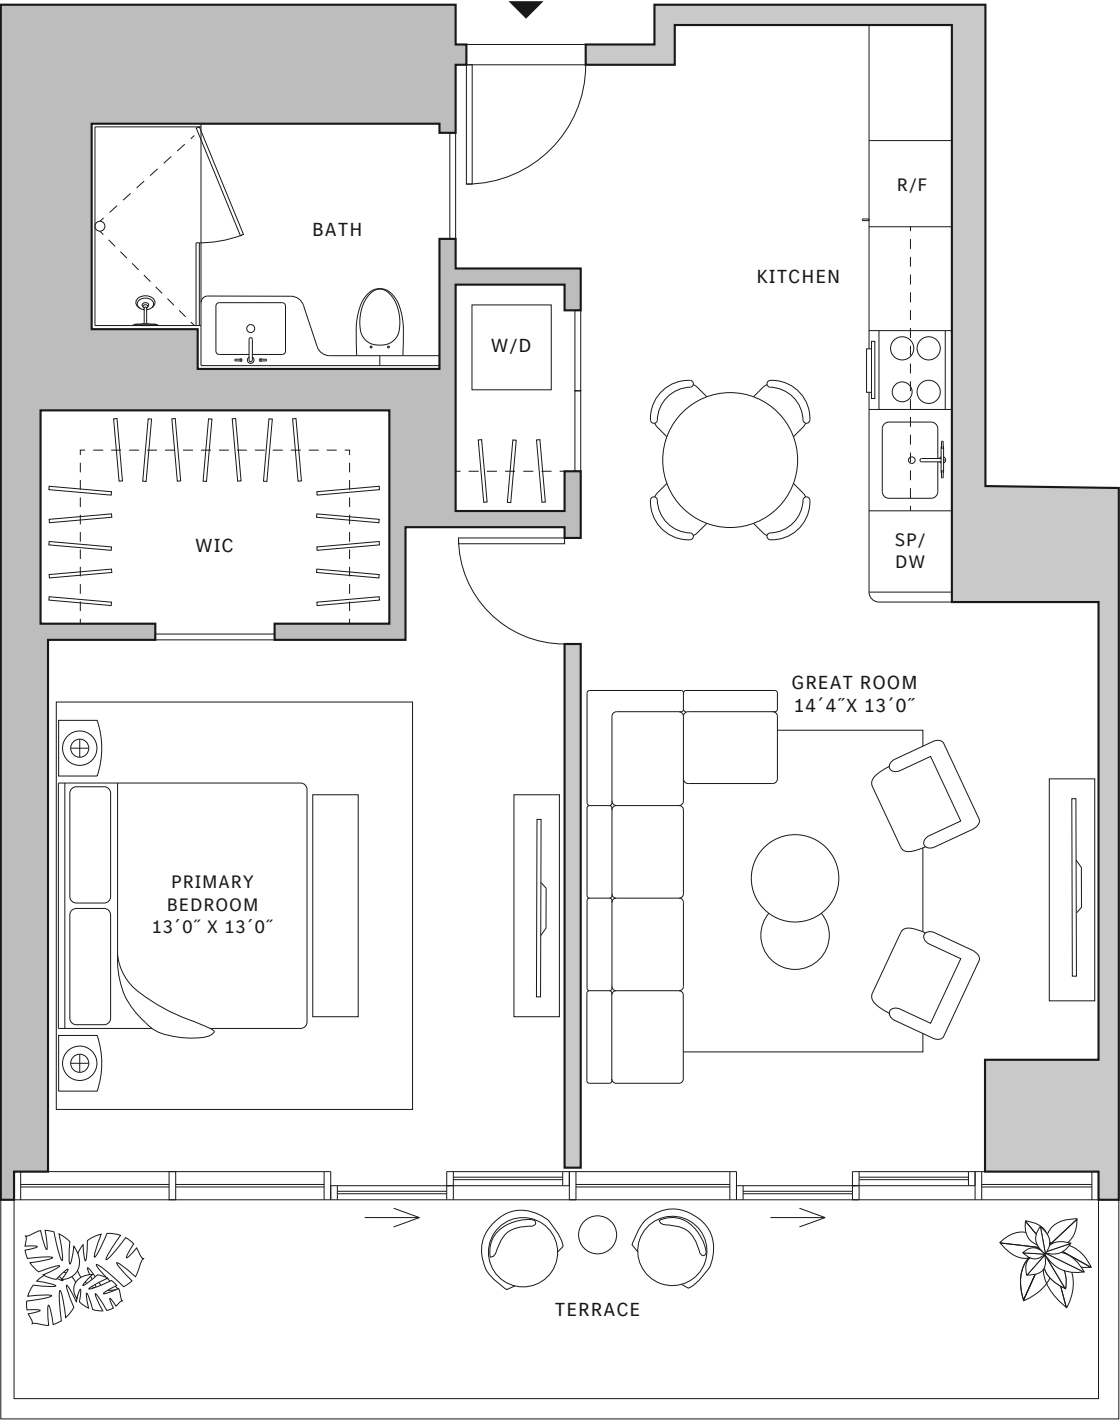 R/F
BATH
KITCHEN
W/D
SP/
DW
WIC
GREAT ROOM
14´4˝X 13´0˝
PRIMARY
BEDROOM
13´0˝ X 13´0˝
TERRACE